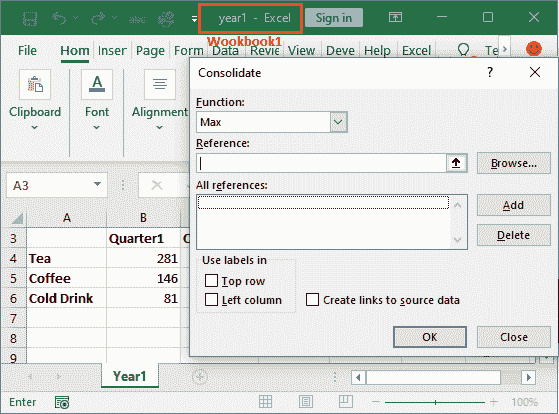 year1 - Excel
Sign in
Wookbook1
File Hom Inser Page Form Data Revi View Deve Help Excel Te
Clipboard
Font
Alignment
Consolidate
?
Function:
Max
Reference:
Browse...
All references:
Add
Delete
Use labels in
Top row
Left column
Create links to source data
OK
Close
A3
A B
3 Quarter1
4 Tea 281
5 Coffee 146
6 Cold Drink 81
7
8
9
Year1
Enter
100%